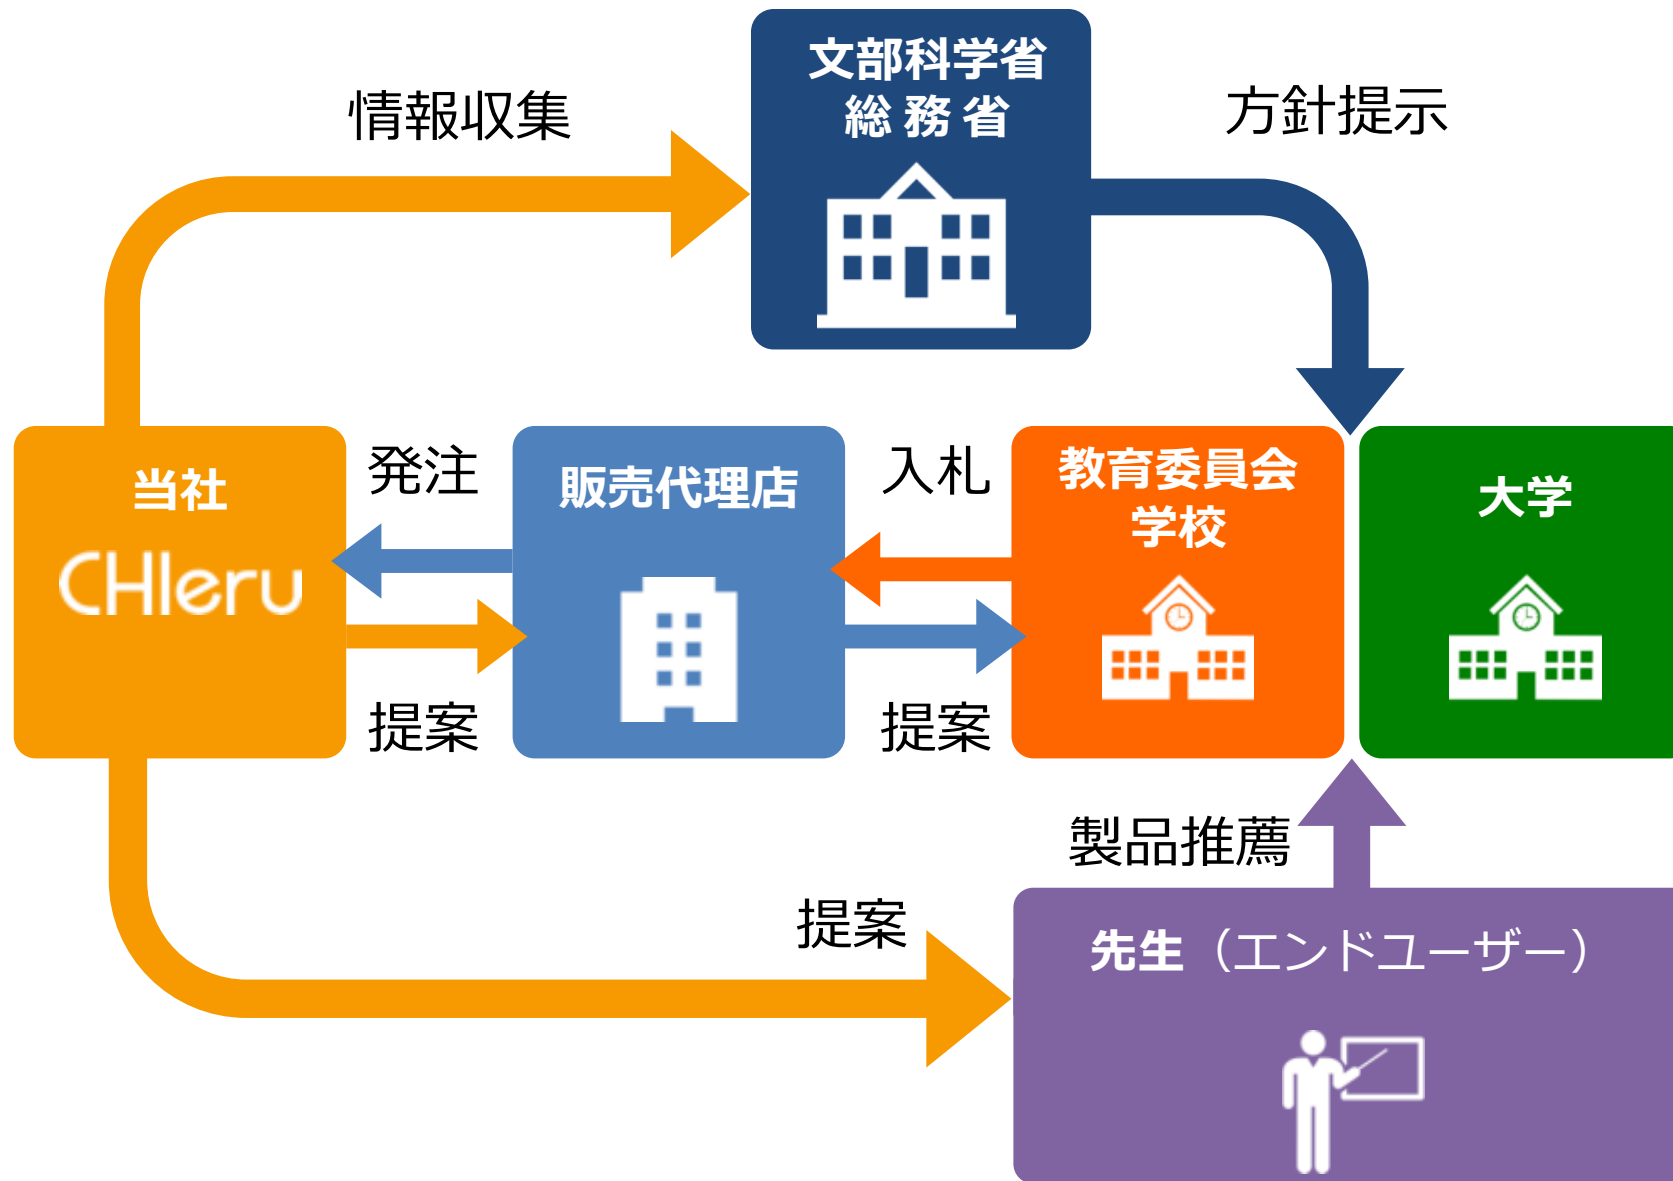 文部科学省
総務省
情報収集
方針提示
当社
CHIeru
発注
提案
販売代理店
入札
提案
教育委員会
学校
大学
製品推薦
提案
先生（エンドユーザー）